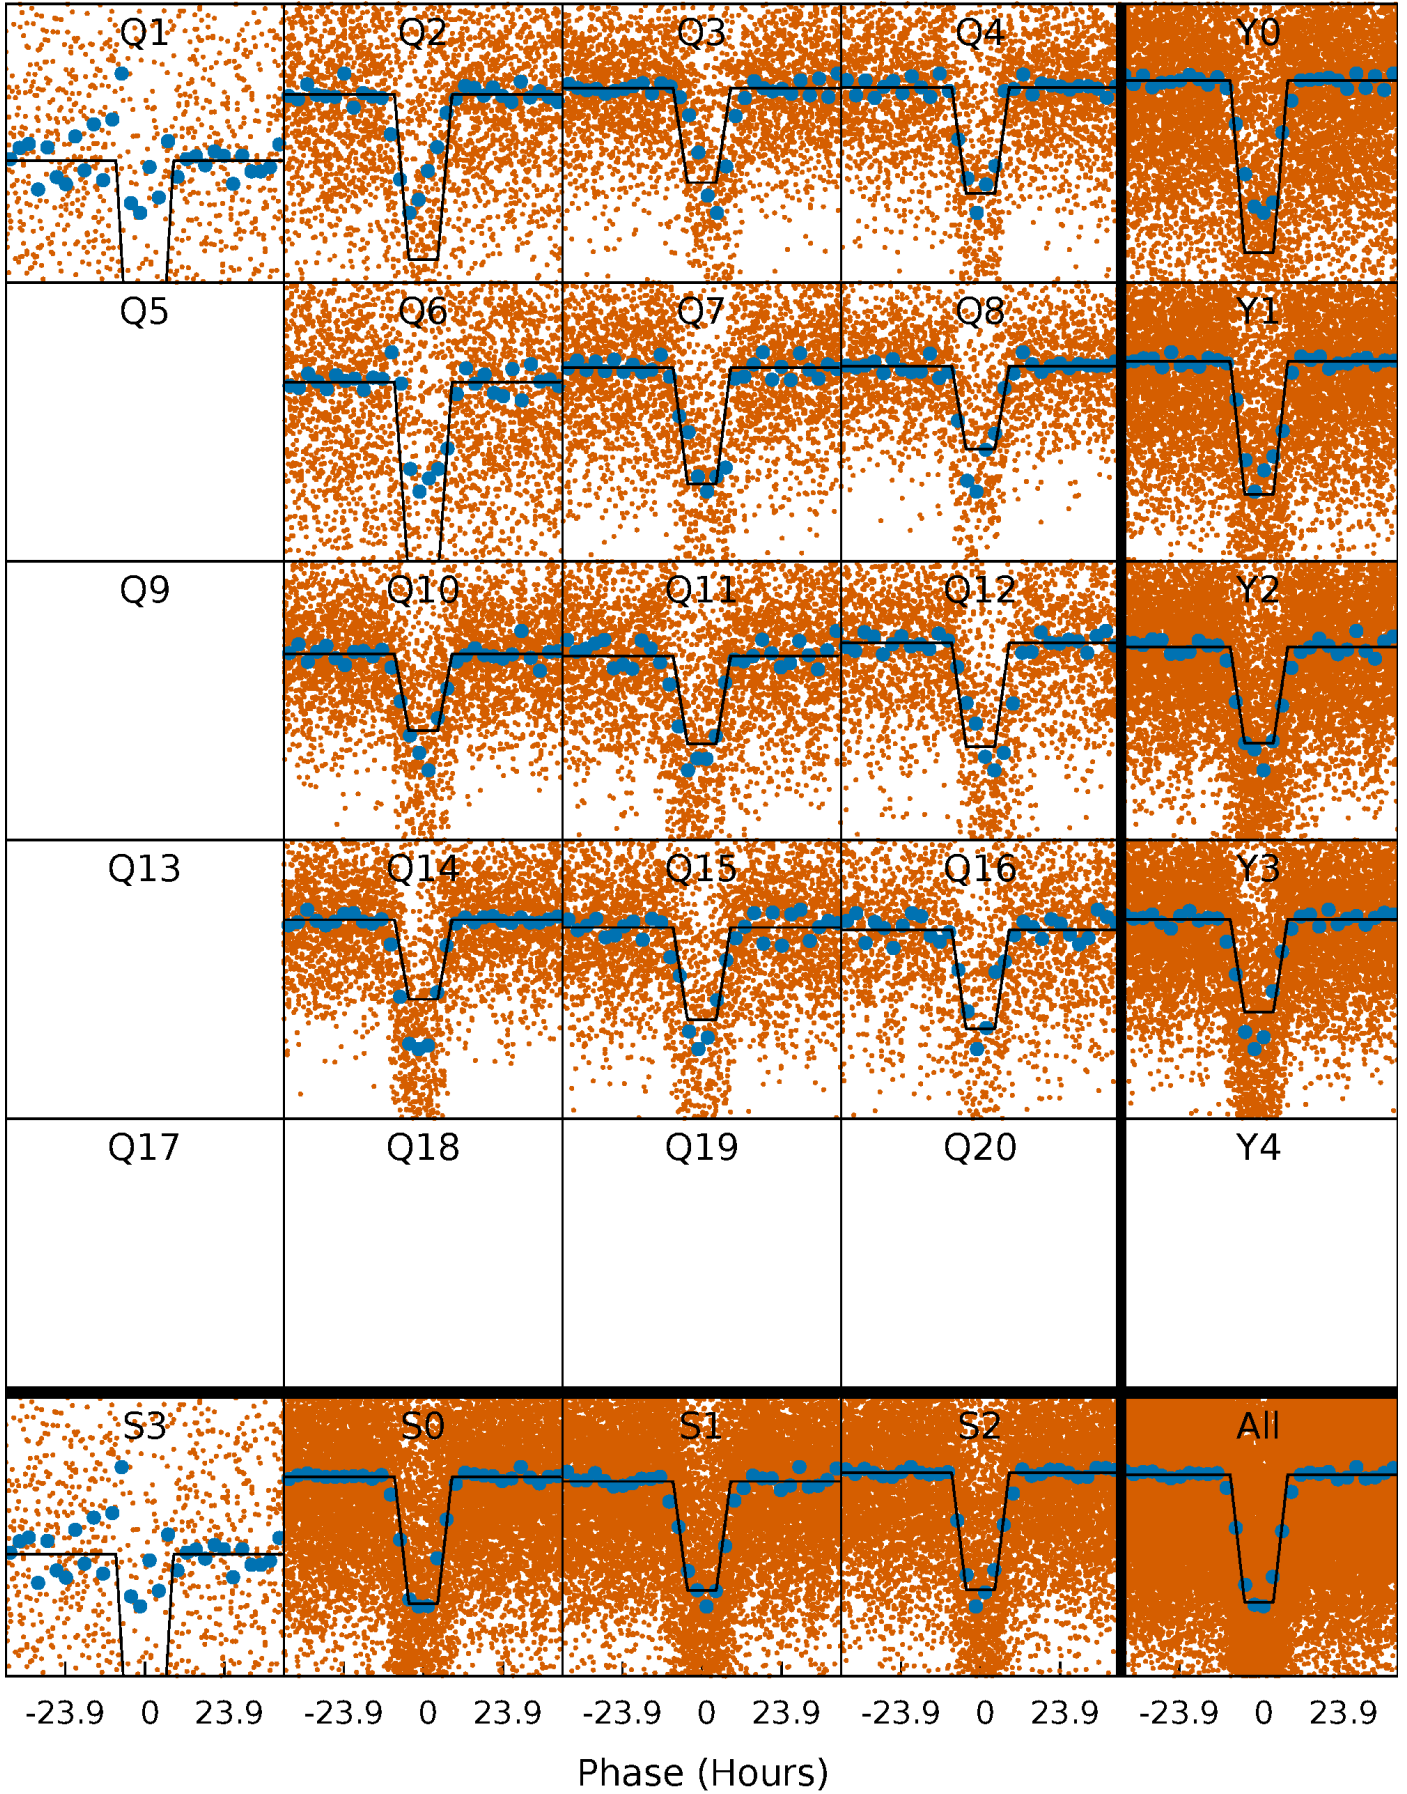 Q1 Q2 Q3 Q4 Y0
Q5 Q6 Q7 Q8 Y1
Q9 Q10 Q11 Q12 Y2
Q13 Q14 Q15 Q16 Y3
Q17 Q18 Q19 Q20 Y4
S3 S0 S1 S2 All
-23.9 0 23.9 -23.9 0 23.9 -23.9 0 23.9 -23.9 0 23.9 -23.9 0 23.9
Phase (Hours)